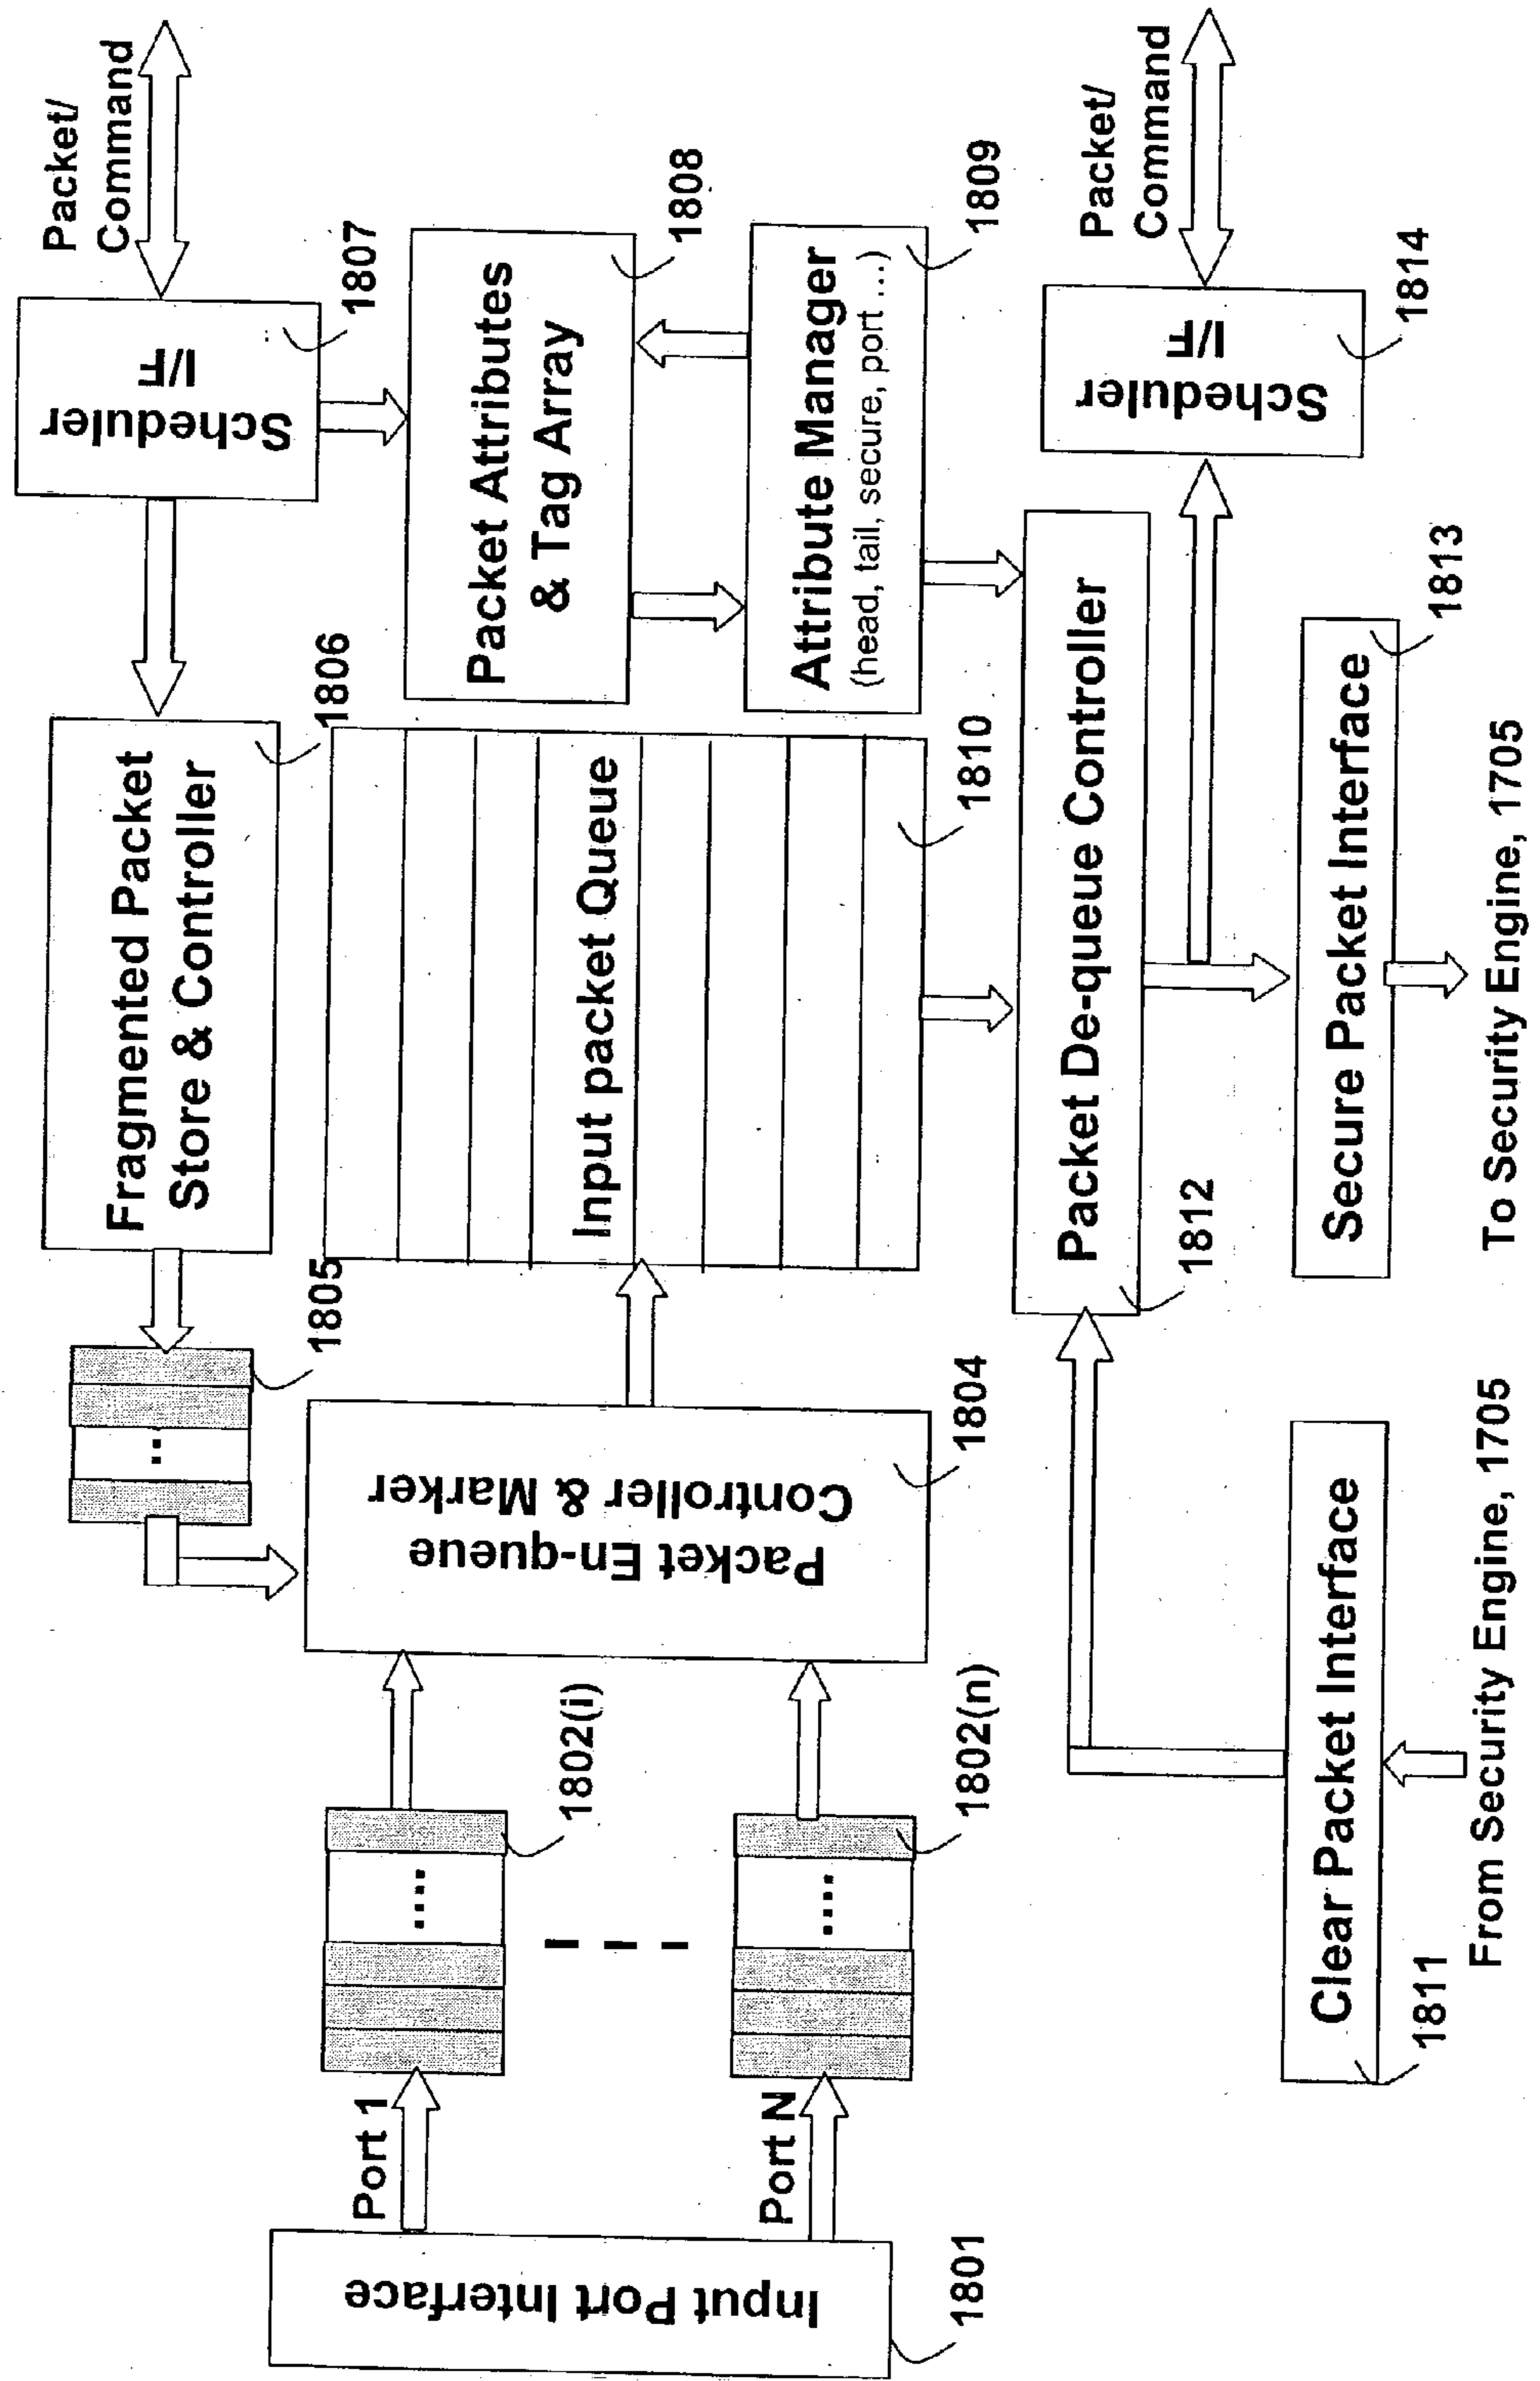 Packet/
Command
Scheduler
I/F
1807
Fragmented Packet
Store & Controller
1806
1805
Packet Attributes
& Tag Array
1808
Attribute Manager
(head, tail, secure, port ...)
1809
Input packet Queue
1810
Packet En-queue
Controller & Marker
1804
Port 1
1802(i)
Port N
1802(n)
Input Port Interface
1801
Packet De-queue Controller
1812
Packet/
Command
Scheduler
I/F
1814
Secure Packet Interface
1813
To Security Engine, 1705
Clear Packet Interface
1811
From Security Engine, 1705